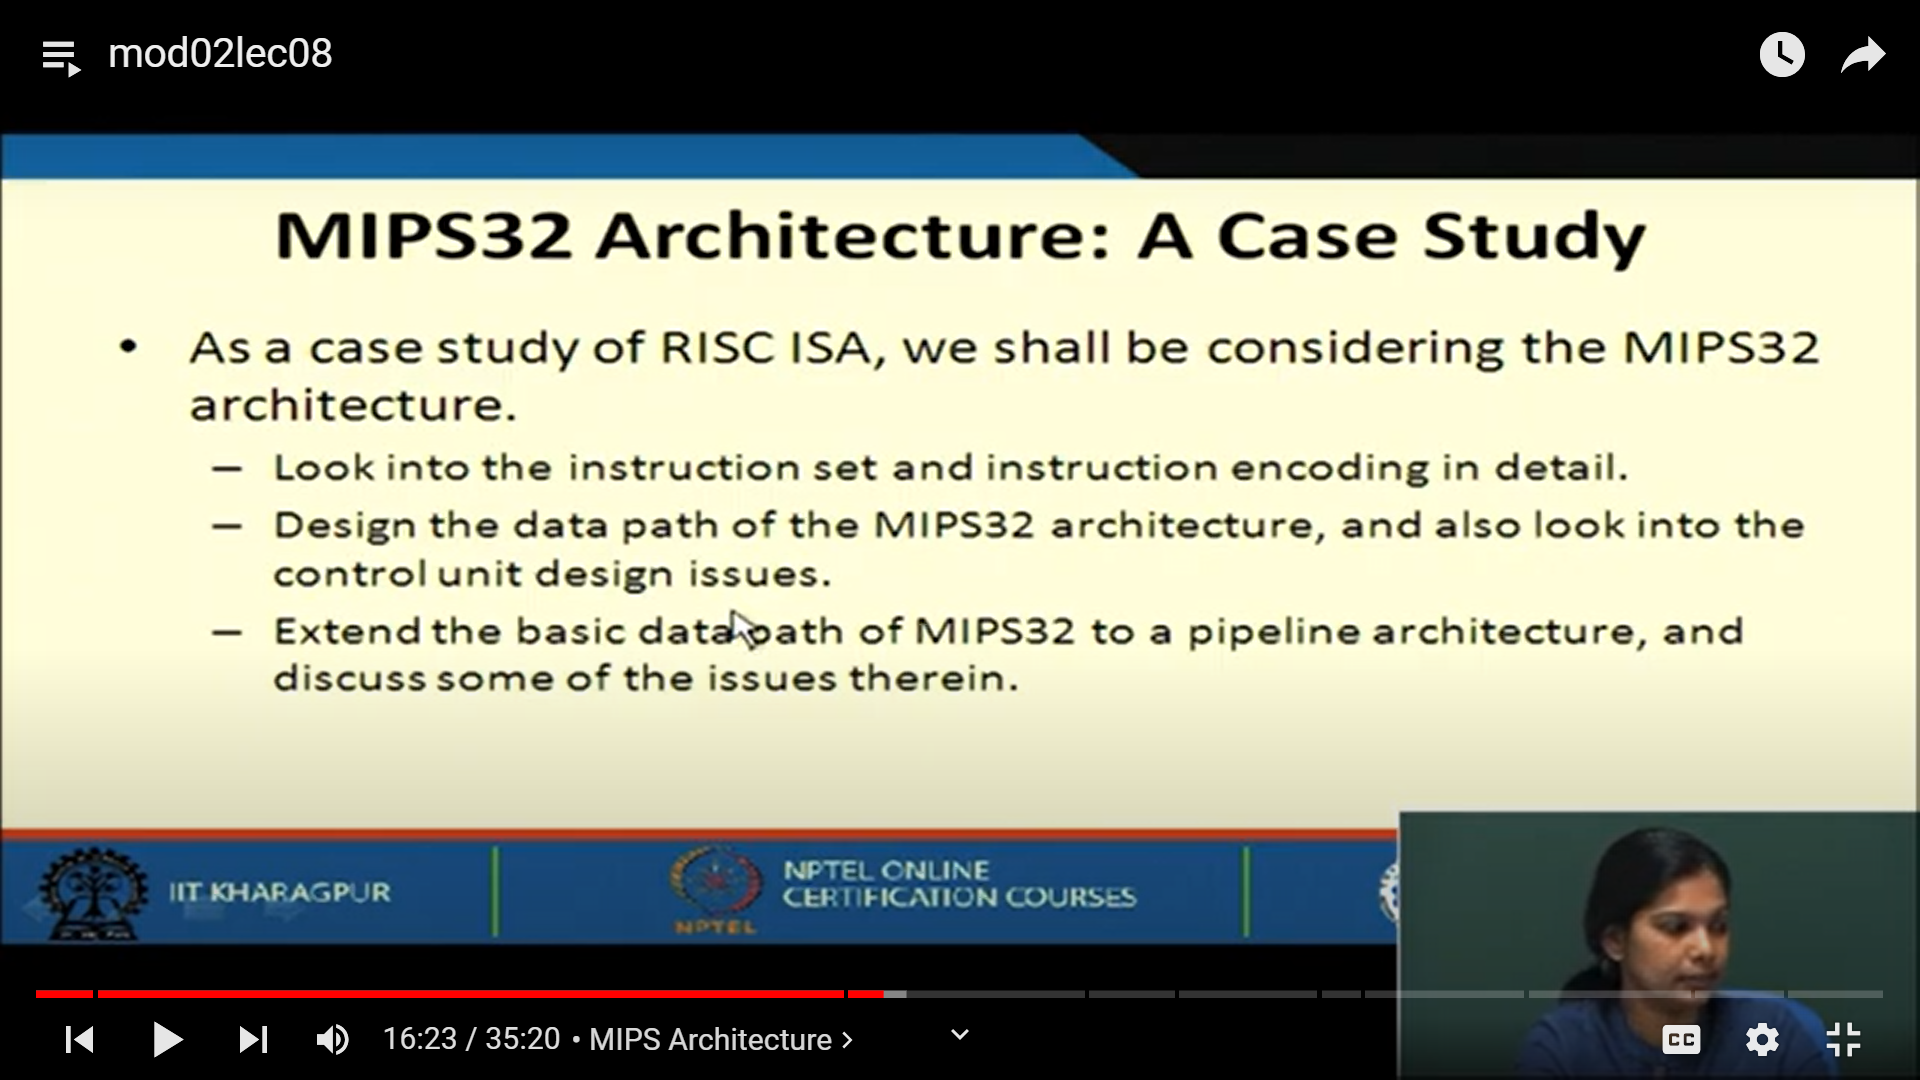 mod02lec08
MIPS32 Architecture: A Case Study
• As a case study of RISC ISA, we shall be considering the MIPS32
architecture.
– Look into the instruction set and instruction encoding in detail.
– Design the data path of the MIPS32 architecture, and also look into the
control unit design issues.
– Extend the basic data path of MIPS32 to a pipeline architecture, and
discuss some of the issues therein.
IIT KHARAGPUR
NPTEL ONLINE
CERTIFICATION COURSES
NPTEL
16:23 / 35:20 • MIPS Architecture ›
CC